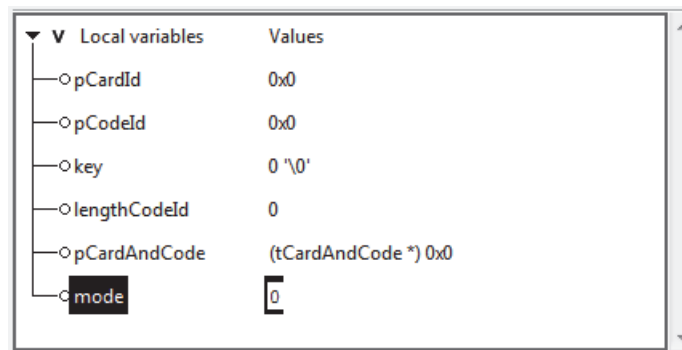 V Local variables Values
pCardId 0x0
pCodeId 0x0
key 0 '\0'
lengthCodeId 0
pCardAndCode (tCardAndCode *) 0x0
mode 0